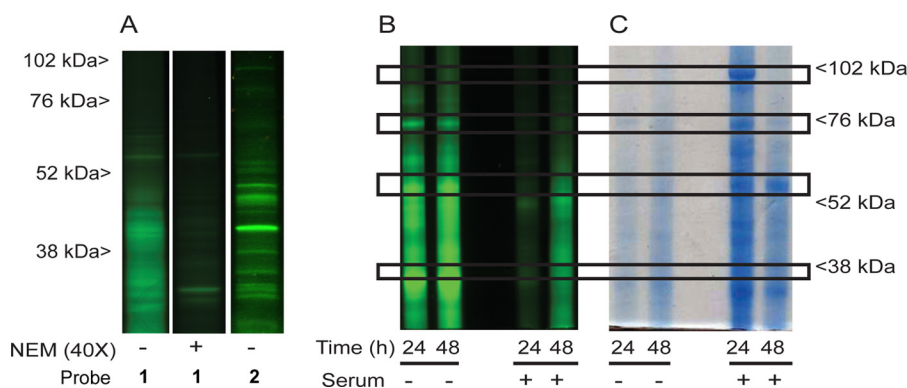 A
B
C
102 kDa>
76 kDa>
52 kDa>
38 kDa>
NEM (40X) - + -
Probe 1 1 2
<102 kDa
<76 kDa
<52 kDa
<38 kDa
Time (h) 24 48 24 48 24 48 24 48
Serum - - + + - - + +